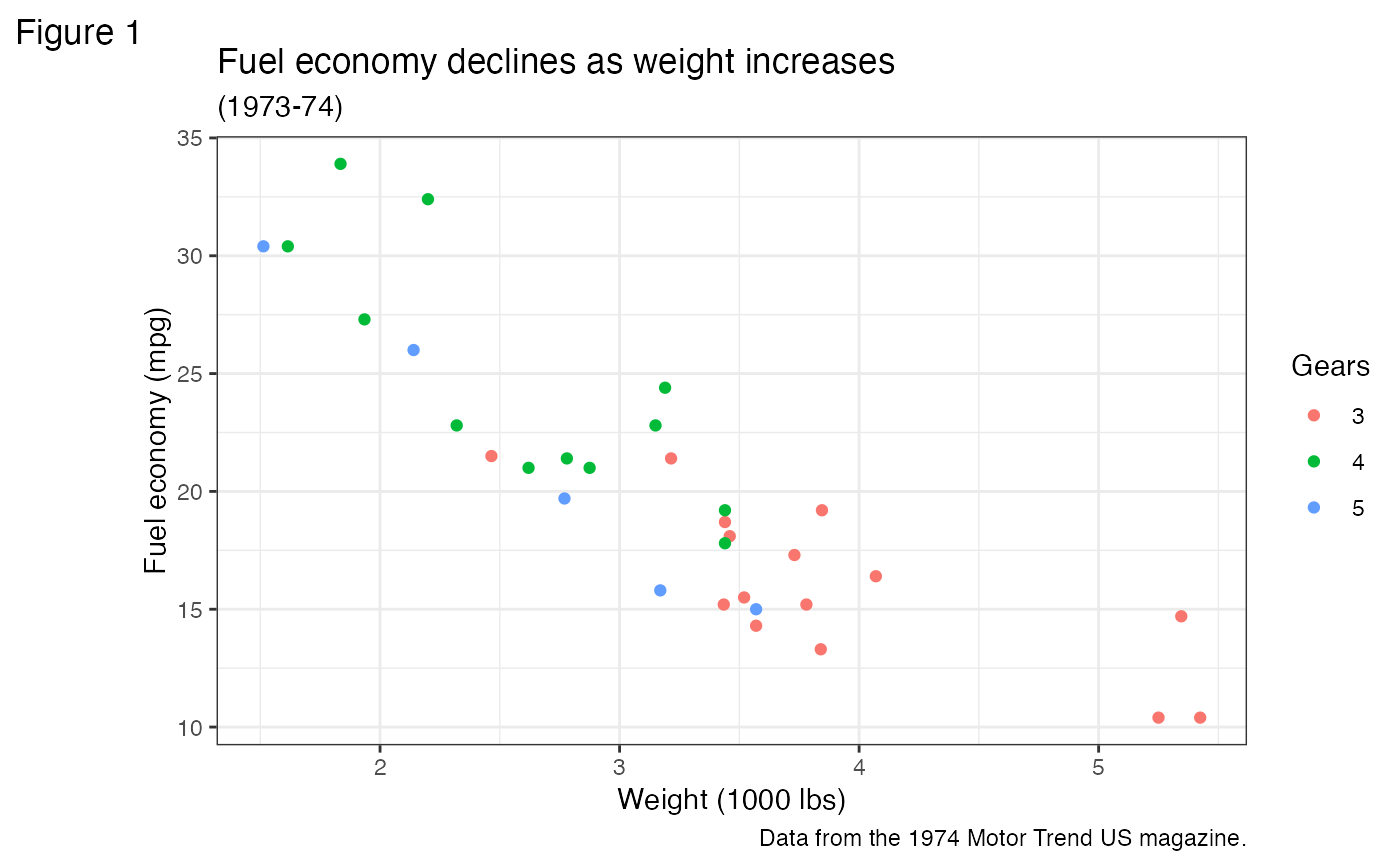 Figure 1
Fuel economy declines as weight increases
(1973-74)
35
30
25
20
15
10
Fuel economy (mpg)
2 3 4 5
Weight (1000 lbs)
Gears
3
4
5
Data from the 1974 Motor Trend US magazine.